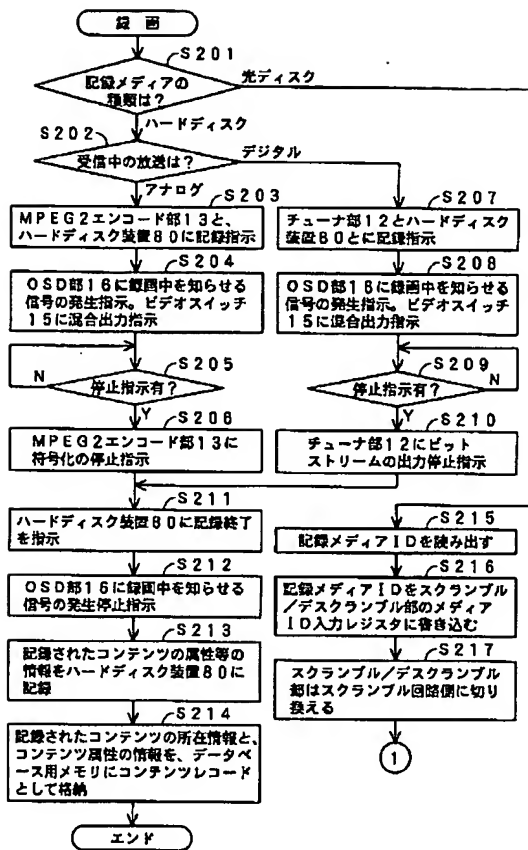 録画
S201
記録メディアの
種類は？
光ディスク
ハードディスク
S202
受信中の放送は？
デジタル
アナログ
S203
MPEG2エンコード部13と、
ハードディスク装置80に記録指示
S207
チューナ部12とハードディスク
装置80とに記録指示
S204
OSD部16に録画中を知らせる
信号の発生指示。ビデオスイッチ
15に混合出力指示
S208
OSD部16に録画中を知らせる
信号の発生指示。ビデオスイッチ
15に混合出力指示
S205
N
停止指示有？
Y
S209
停止指示有？
N
Y
S206
MPEG2エンコード部13に
符号化の停止指示
S210
チューナ部12にビット
ストリームの出力停止指示
S211
ハードディスク装置80に記録終了
を指示
S212
OSD部16に録画中を知らせる
信号の発生停止指示
S213
記録されたコンテンツの属性等の
情報をハードディスク装置80に
記録
S214
記録されたコンテンツの所在情報と、
コンテンツ属性の情報を、データベ
ース用メモリにコンテンツレコード
として格納
エンド
S215
記録メディアIDを読み出す
S216
記録メディアIDをスクランブル
／デスクランブル部のメディア
ID入力レジスタに書き込む
S217
スクランブル／デスクランブル
部はスクランブル回路側に切り
換える
1